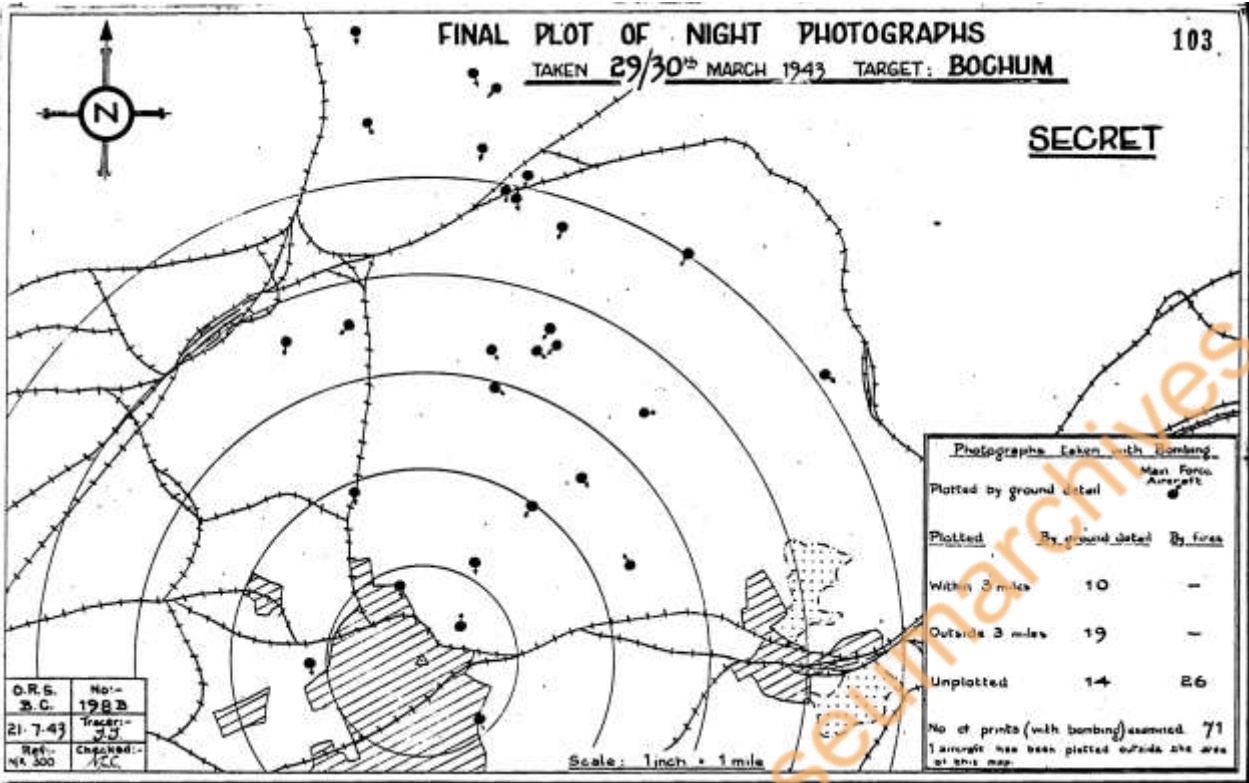 FINAL PLOT OF NIGHT PHOTOGRAPHS
TAKEN 29/30th MARCH 1943 TARGET: BOCHUM
103
SECRET
N
Photographs taken with Bombing
Main Force
Aircraft
Plotted by ground detail
Plotted By ground detail By fires
Within 3 miles 10 -
Outside 3 miles 19 -
Unplotted 14 26
No of prints (with bombing) examined 71
1 aircraft has been plotted outside the area
of this map.
O.R.S. No:-
B.C. 198B
21.7.43 Tracer:-
Ref:- Checked:-
NR 300
Scale: 1 inch = 1 mile
seumarchives